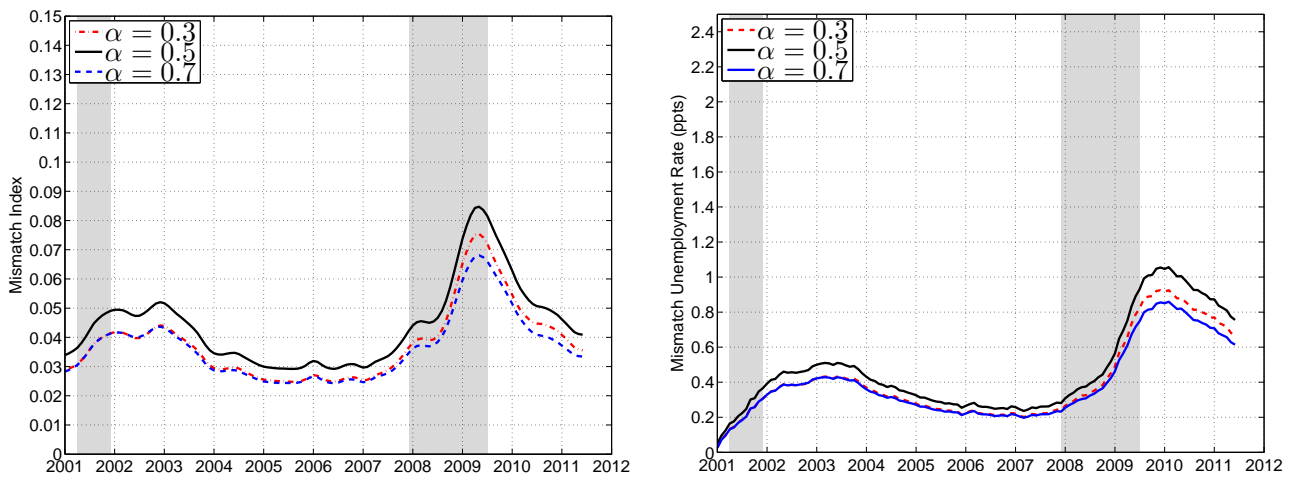 0.15
0.14
0.13
0.12
0.11
0.1
0.09
0.08
0.07
0.06
0.05
0.04
0.03
0.02
0.01
0
Mismatch Index
α = 0.3
α = 0.5
α = 0.7
2001 2002 2003 2004 2005 2006 2007 2008 2009 2010 2011 2012
2.4
2.2
2
1.8
1.6
1.4
1.2
1
0.8
0.6
0.4
0.2
0
Mismatch Unemployment Rate (ppts)
α = 0.3
α = 0.5
α = 0.7
2001 2002 2003 2004 2005 2006 2007 2008 2009 2010 2011 2012